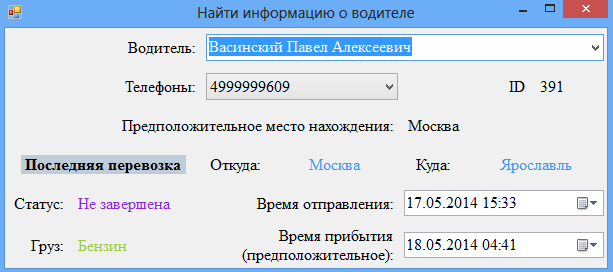 Найти информацию о водителе
Водитель: Васинский Павел Алексеевич
Телефоны: 4999999609 ID 391
Предположительное место нахождения: Москва
Последняя перевозка Откуда: Москва Куда: Ярославль
Статус: Не завершена Время отправления: 17.05.2014 15:33
Груз: Бензин Время прибытия (предположительное): 18.05.2014 04:41